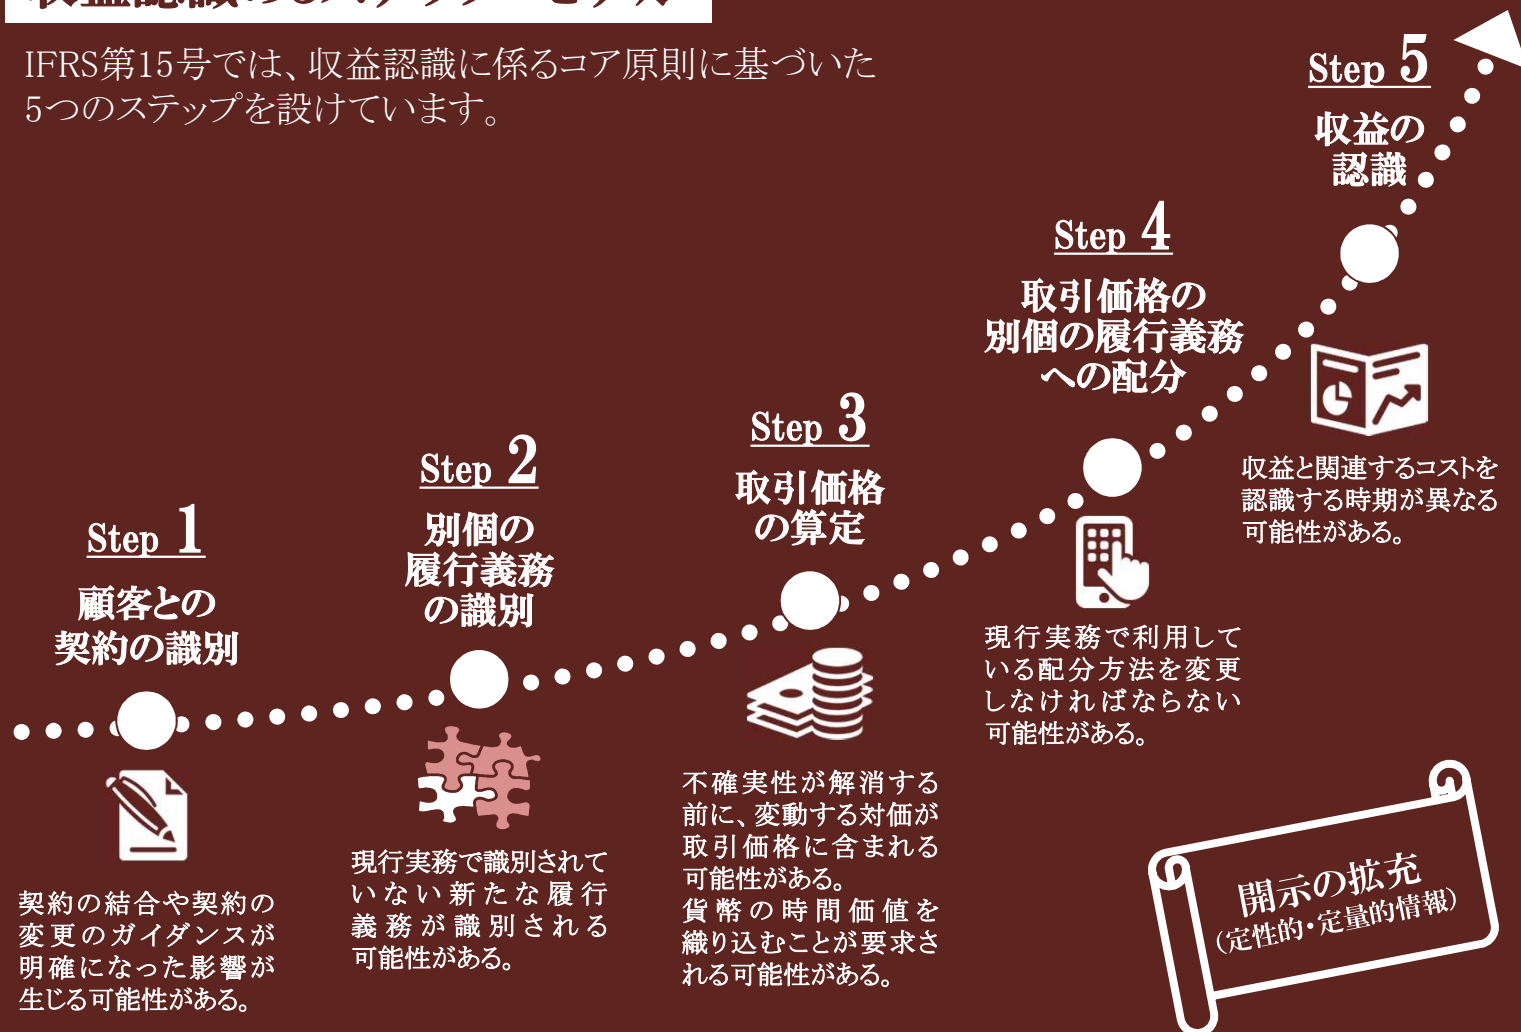 IFRS第15号では、収益認識に係るコア原則に基づいた
5つのステップを設けています。
Step 1
顧客との
契約の識別
契約の結合や契約の
変更のガイダンスが
明確になった影響が
生じる可能性がある。
Step 2
別個の
履行義務
の識別
現行実務で識別されて
いない新たな履行
義務が識別される
可能性がある。
Step 3
取引価格
の算定
不確実性が解消する
前に、変動する対価が
取引価格に含まれる
可能性がある。
貨幣の時間価値を
織り込むことが要求さ
れる可能性がある。
Step 4
取引価格の
別個の履行義務
への配分
現行実務で利用して
いる配分方法を変更
しなければならない
可能性がある。
Step 5
収益の
認識
収益と関連するコストを
認識する時期が異なる
可能性がある。
開示の拡充
（定性的・定量的情報）